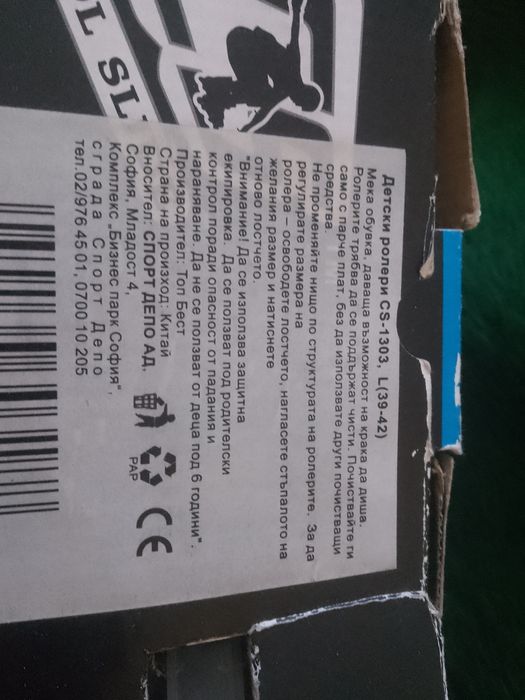 OL SLI
Детски ролери CS-1303, L(39-42)
Мека обувка, даваща възможност на крака да диша.
Ролерите трябва да се поддържат чисти. Почиствайте ги
само с парче плат, без да използвате други почистващи
средства.
Не променяйте нищо по структурата на ролерите. За да
регулирате размера на
ролера – освободете лостчето, нагласете стъпалото на
желания размер и натиснете
отново лостчето.
"Внимание! Да се използва защитна
екипировка. Да се ползват под родителски
контрол поради опасност от падания и
нараняване. Да не се ползват от деца под 6 години".
Производител: Топ Бест
Страна на произход: Китай
Вносител: СПОРТ ДЕПО АД,
София, Младост 4,
Комплекс „Бизнес парк София",
сграда Спорт Депо
тел.02/976 45 01, 0700 10 205
PAP
CE